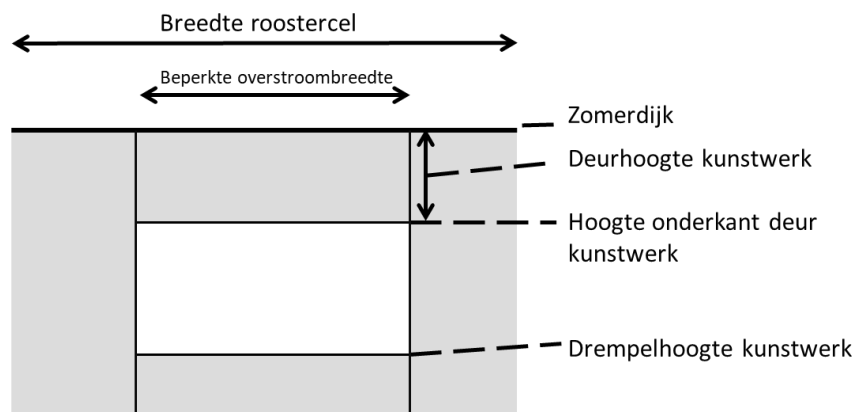 Breedte roostercel
Beperkte overstroombreedte
Zomerdijk
Deurhoogte kunstwerk
Hoogte onderkant deur
kunstwerk
Drempelhoogte kunstwerk